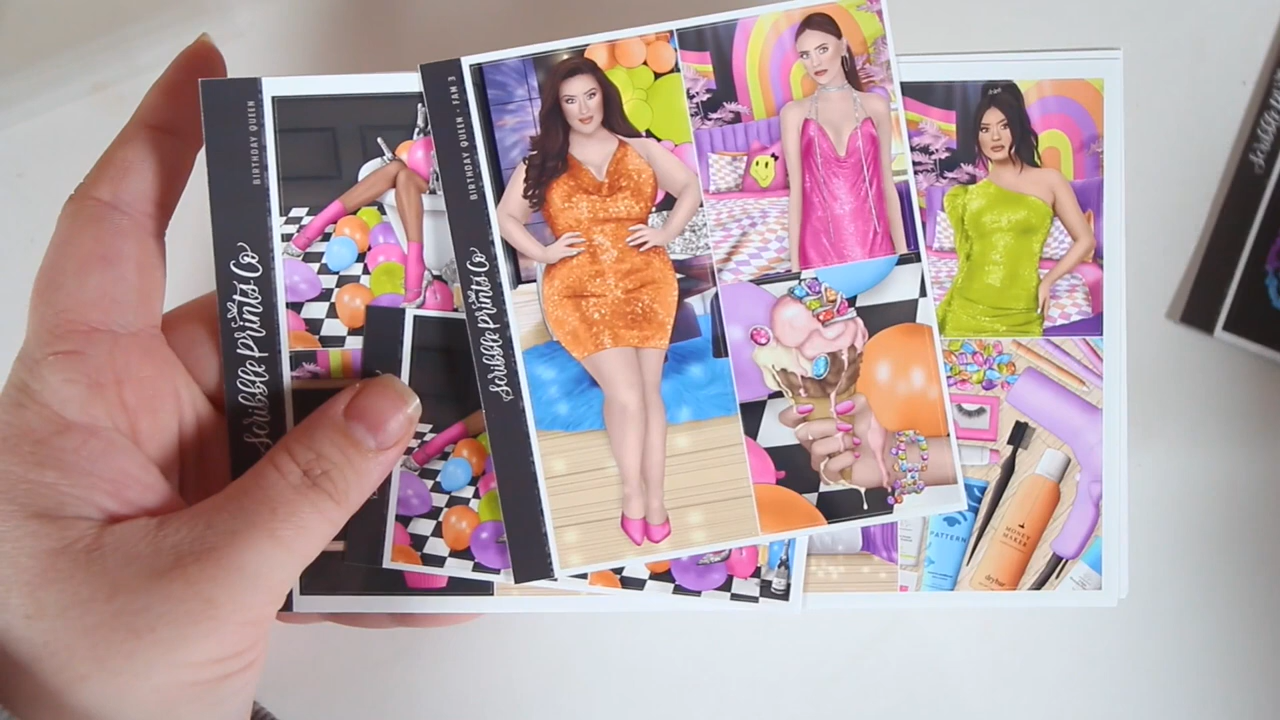 BIRTHDAY QUEEN
Scribble Prints Co
BIRTHDAY QUEEN - FAM 3
Scribble Prints Co
PATTERN
MONEY
MAKER
drybar